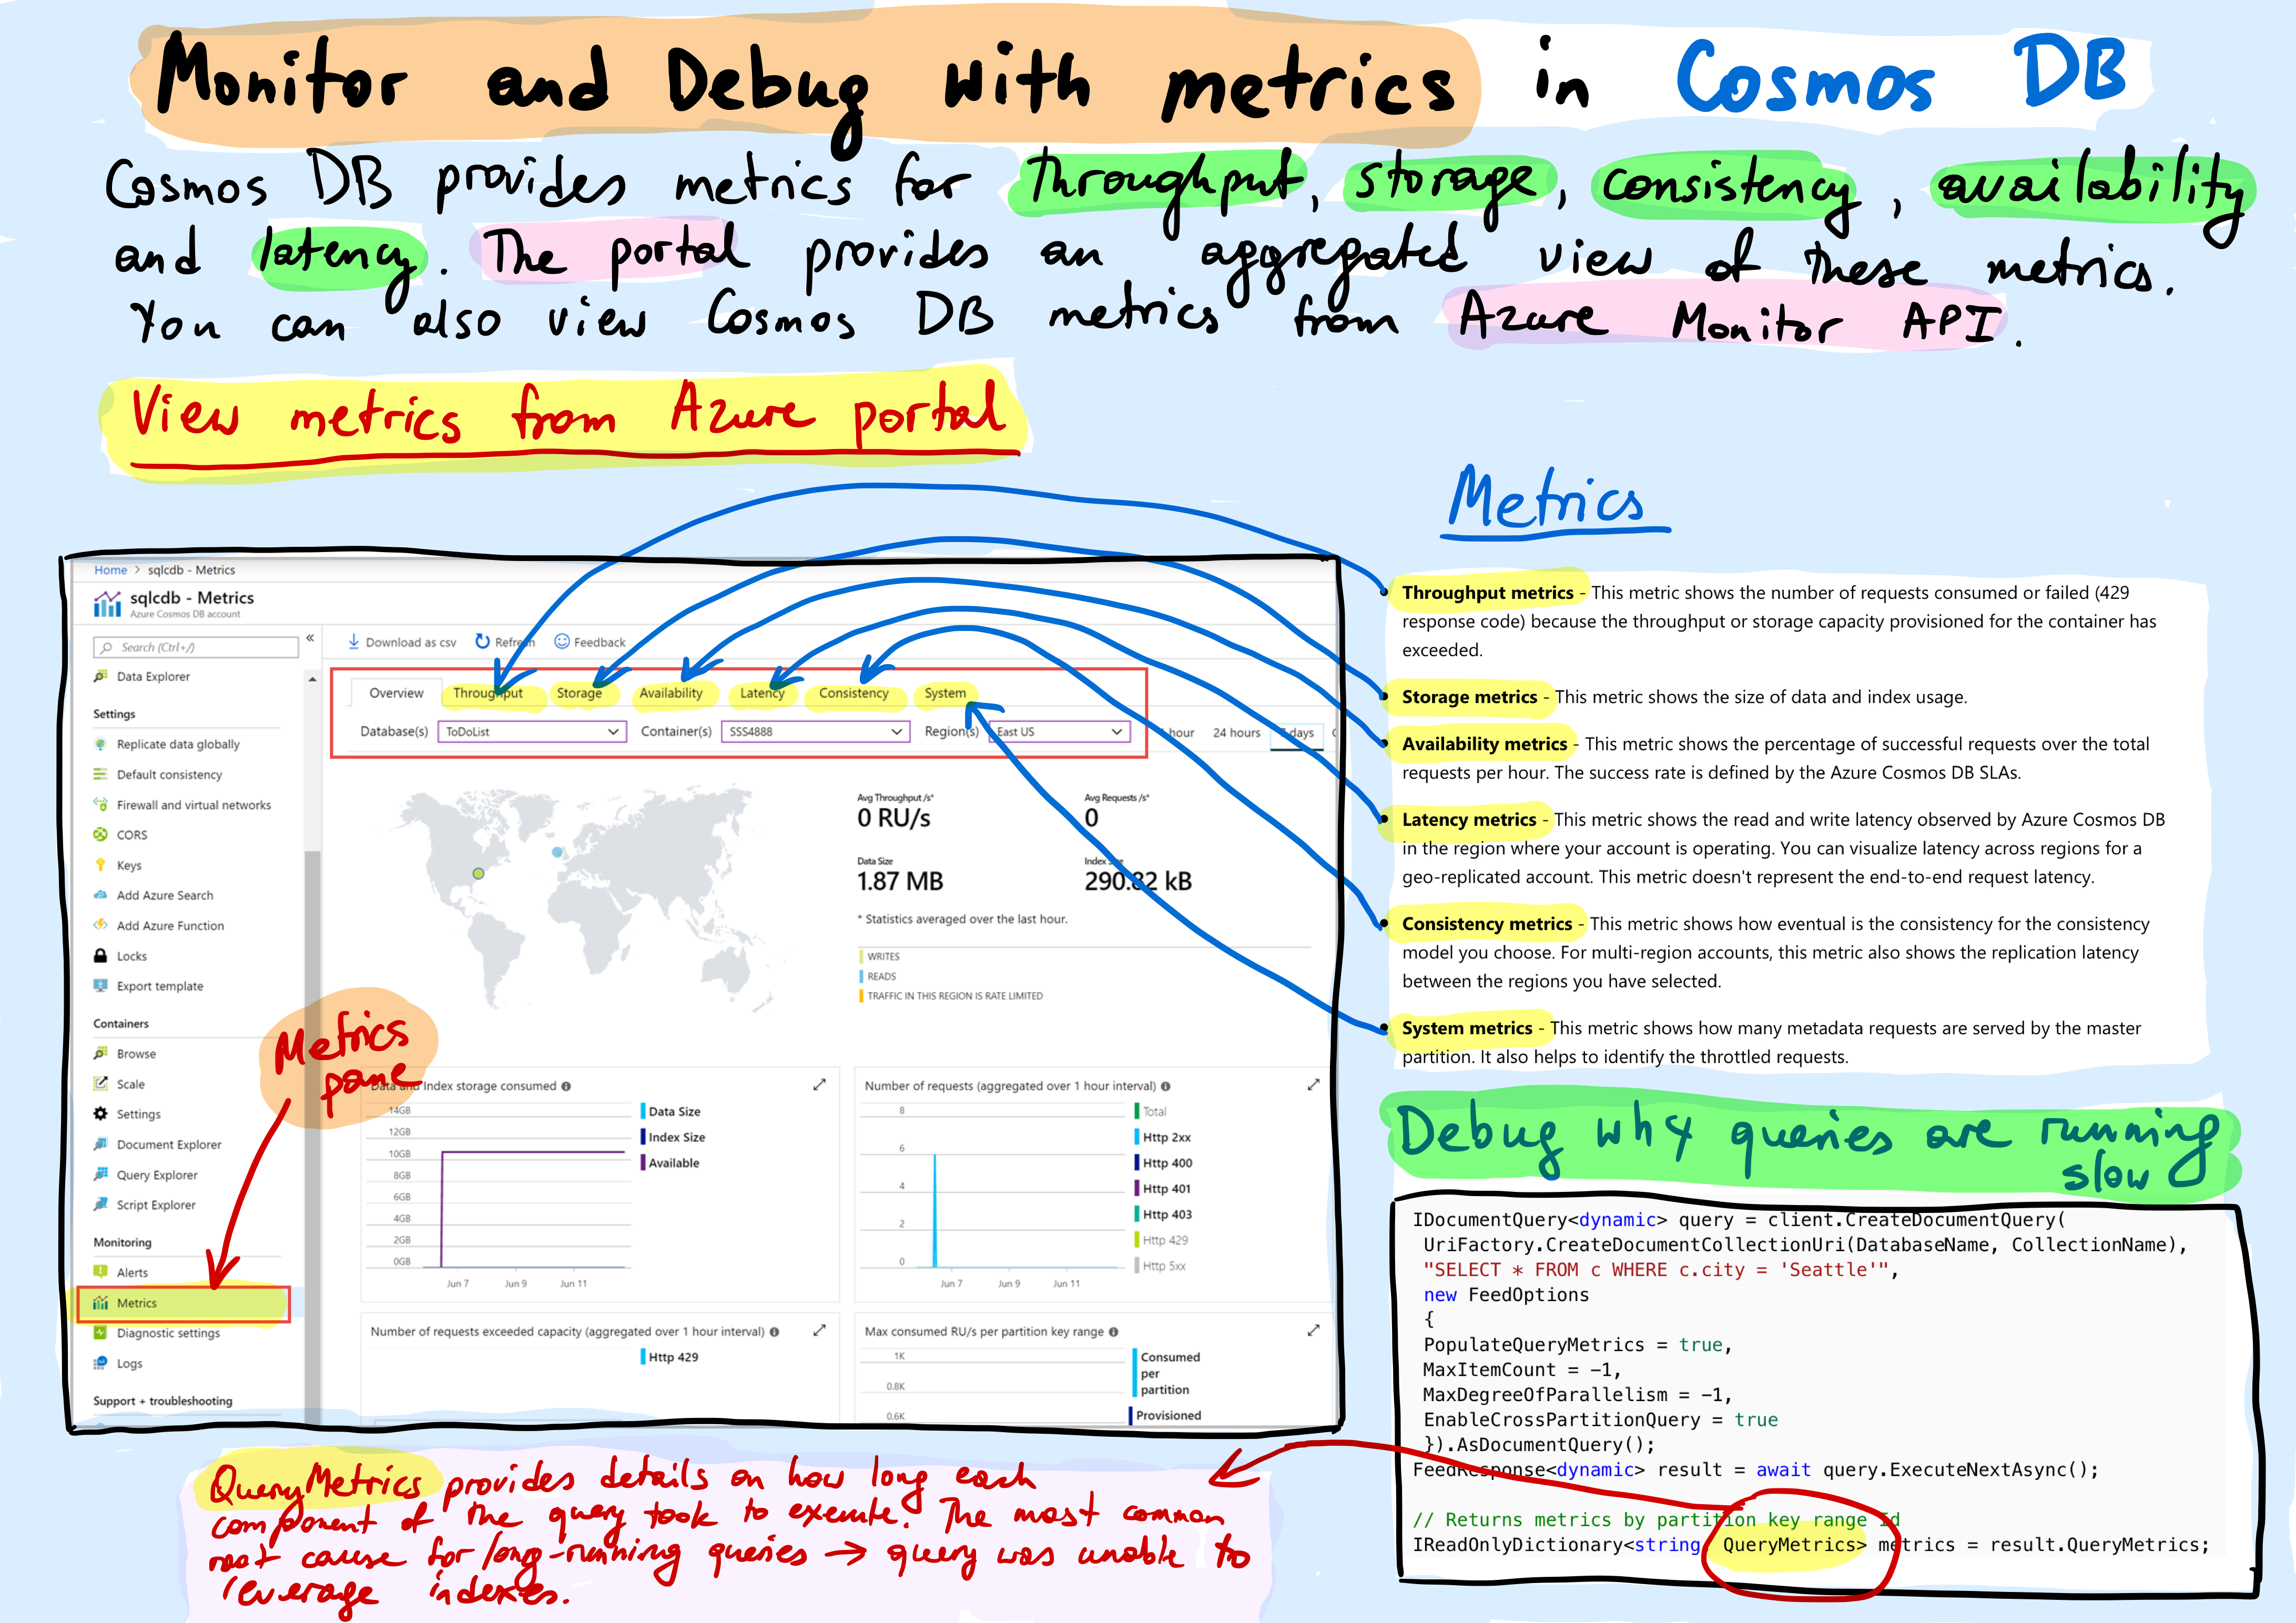 Monitor and Debug with metrics in Cosmos DB
Cosmos DB provides metrics for throughput, storage, consistency, availability
and latency. The portal provides an aggregated view of these metrics.
You can also view Cosmos DB metrics from Azure Monitor API.
View metrics from Azure portal
Home > sqlcdb - Metrics
sqlcdb - Metrics
Azure Cosmos DB account
Search (Ctrl+/)
«
Data Explorer
Settings
Replicate data globally
Default consistency
Firewall and virtual networks
CORS
Keys
Add Azure Search
Add Azure Function
Locks
Export template
Containers
Browse
Scale
Settings
Document Explorer
Query Explorer
Script Explorer
Monitoring
Alerts
Metrics
Diagnostic settings
Logs
Support + troubleshooting
Metrics
pane
Download as csv Refresh Feedback
Overview Throughput Storage Availability Latency Consistency System
Database(s) ToDoList Container(s) SSS4888 Region(s) East US hour 24 hours 7 days
Avg Throughput /s* Avg Requests /s*
0 RU/s 0
Data Size Index Size
1.87 MB 290.82 kB
* Statistics averaged over the last hour.
WRITES
READS
TRAFFIC IN THIS REGION IS RATE LIMITED
Data and Index storage consumed
14GB
12GB
10GB
8GB
6GB
4GB
2GB
0GB
Jun 7 Jun 9 Jun 11
Data Size
Index Size
Available
Number of requests (aggregated over 1 hour interval)
8
6
4
2
0
Jun 7 Jun 9 Jun 11
Total
Http 2xx
Http 400
Http 401
Http 403
Http 429
Http 5xx
Number of requests exceeded capacity (aggregated over 1 hour interval)
Http 429
Max consumed RU/s per partition key range
1K
0.8K
0.6K
Consumed
per
partition
Provisioned
Metrics
• Throughput metrics - This metric shows the number of requests consumed or failed (429
response code) because the throughput or storage capacity provisioned for the container has
exceeded.
• Storage metrics - This metric shows the size of data and index usage.
• Availability metrics - This metric shows the percentage of successful requests over the total
requests per hour. The success rate is defined by the Azure Cosmos DB SLAs.
• Latency metrics - This metric shows the read and write latency observed by Azure Cosmos DB
in the region where your account is operating. You can visualize latency across regions for a
geo-replicated account. This metric doesn't represent the end-to-end request latency.
• Consistency metrics - This metric shows how eventual is the consistency for the consistency
model you choose. For multi-region accounts, this metric also shows the replication latency
between the regions you have selected.
• System metrics - This metric shows how many metadata requests are served by the master
partition. It also helps to identify the throttled requests.
Debug why queries are running
slow
IDocumentQuery<dynamic> query = client.CreateDocumentQuery(
UriFactory.CreateDocumentCollectionUri(DatabaseName, CollectionName),
"SELECT * FROM c WHERE c.city = 'Seattle'",
new FeedOptions
{
PopulateQueryMetrics = true,
MaxItemCount = -1,
MaxDegreeOfParallelism = -1,
EnableCrossPartitionQuery = true
}).AsDocumentQuery();
FeedResponse<dynamic> result = await query.ExecuteNextAsync();
// Returns metrics by partition key range Id
IReadOnlyDictionary<string, QueryMetrics> metrics = result.QueryMetrics;
QueryMetrics provides details on how long each
component of the query took to execute. The most common
root cause for long-running queries → query was unable to
leverage indexes.